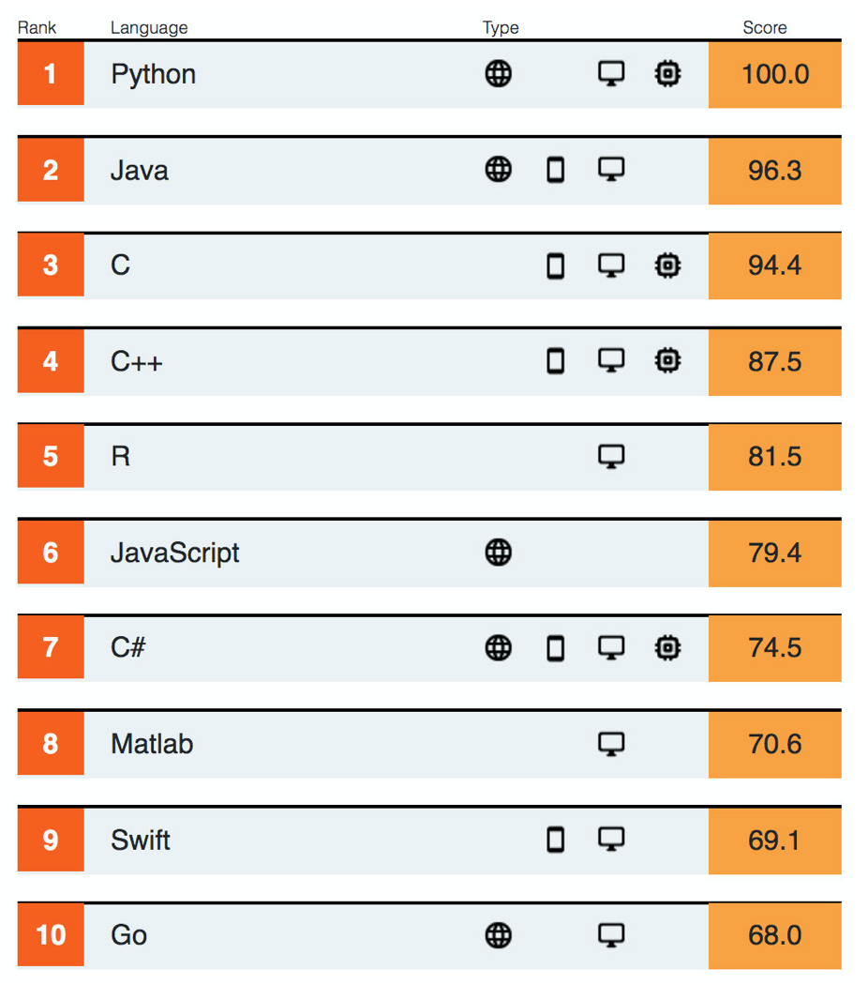 Rank Language Type Score
1 Python 100.0
2 Java 96.3
3 C 94.4
4 C++ 87.5
5 R 81.5
6 JavaScript 79.4
7 C# 74.5
8 Matlab 70.6
9 Swift 69.1
10 Go 68.0